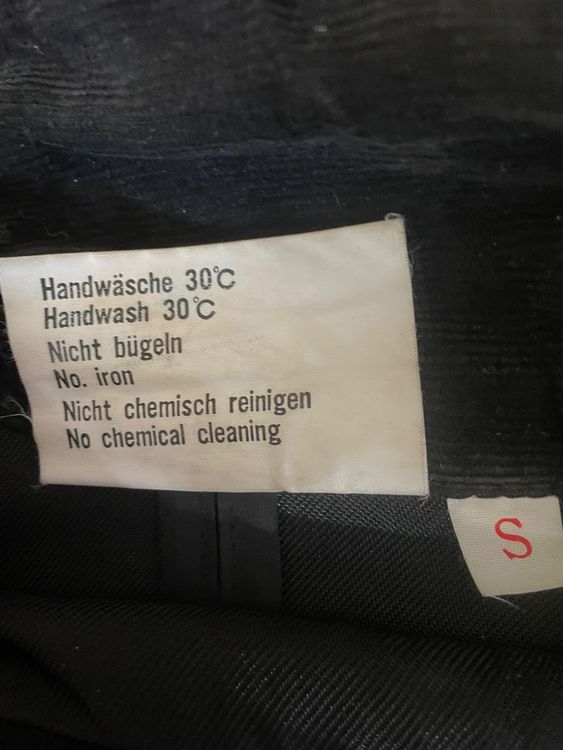 Handwäsche 30℃
Handwash 30℃
Nicht bügeln
No. iron
Nicht chemisch reinigen
No chemical cleaning
S